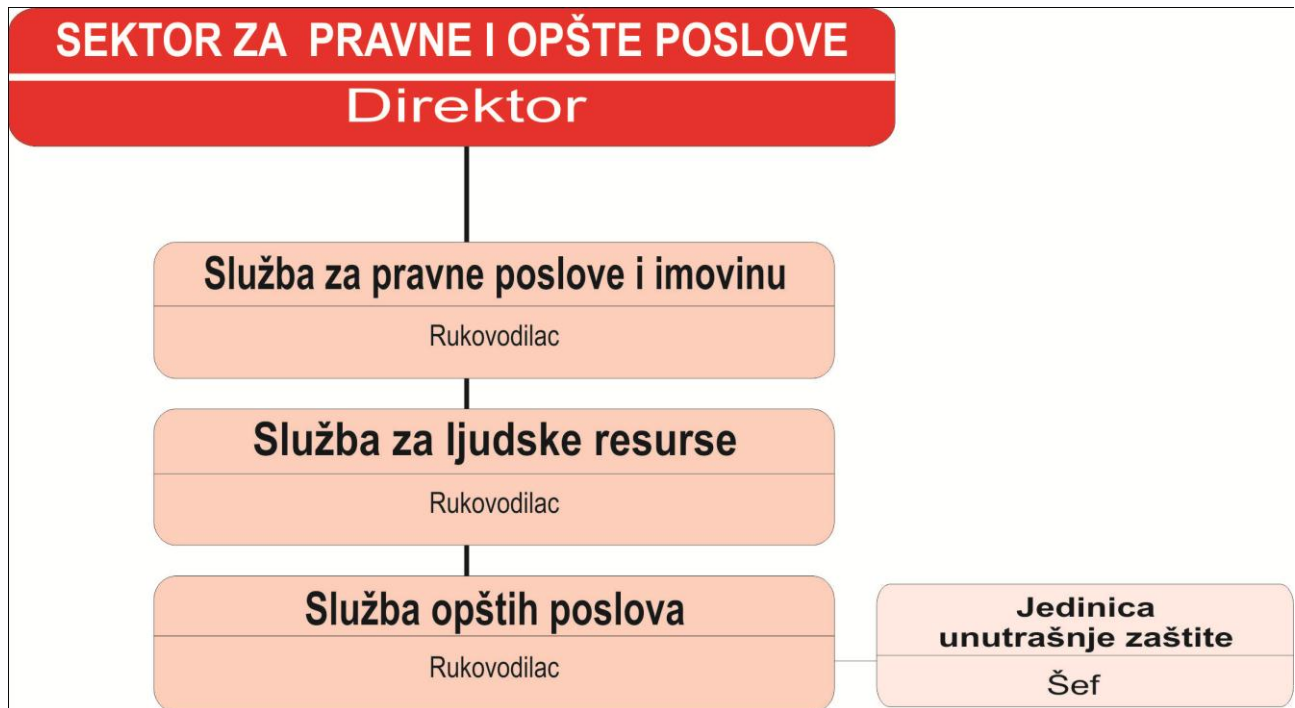 SEKTOR ZA PRAVNE I OPŠTE POSLOVE
Direktor
Služba za pravne poslove i imovinu
Rukovodilac
Služba za ljudske resurse
Rukovodilac
Služba opštih poslova
Rukovodilac
Jedinica
unutrašnje zaštite
Šef